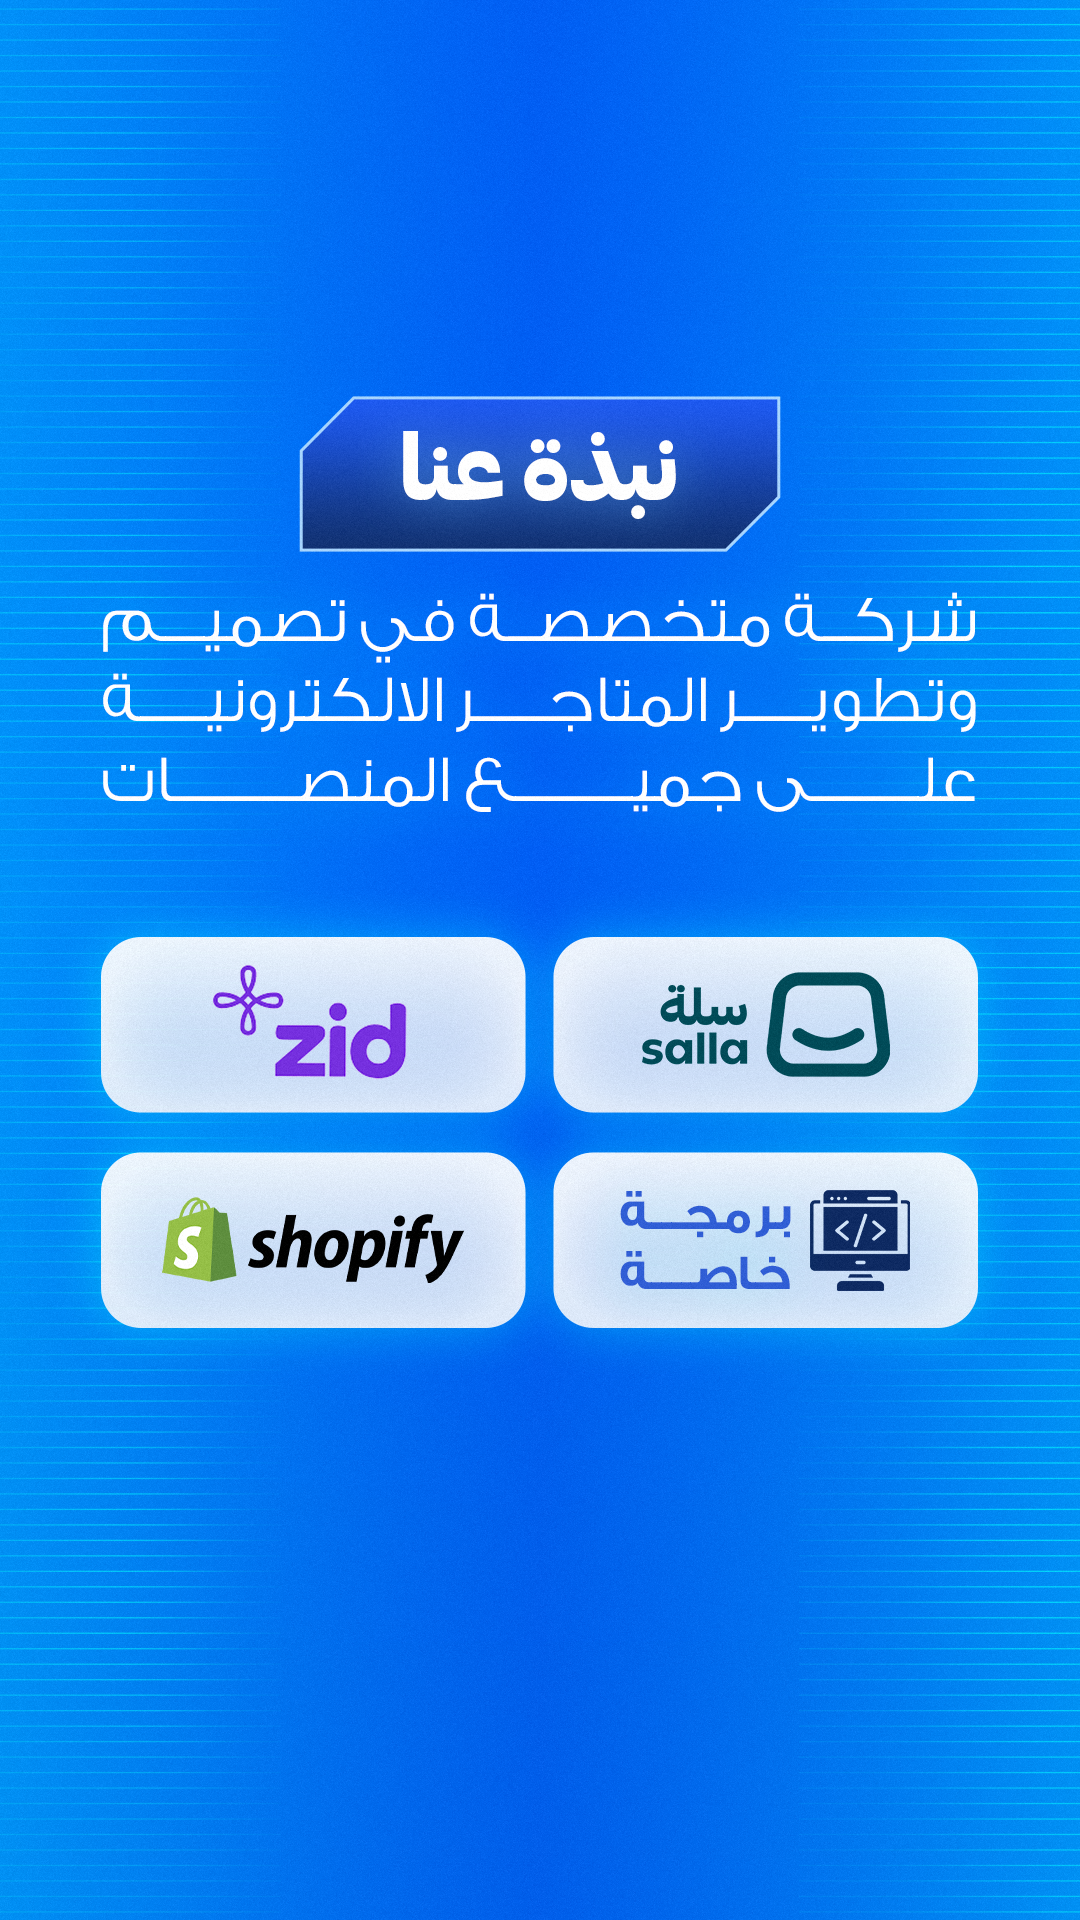 نبذة عنا
شركة متخصصة في تصميم
وتطوير المتاجر الالكترونية
على جميع المنصات
سلة
salla
zid
برمجة
خاصة
</>
S shopify